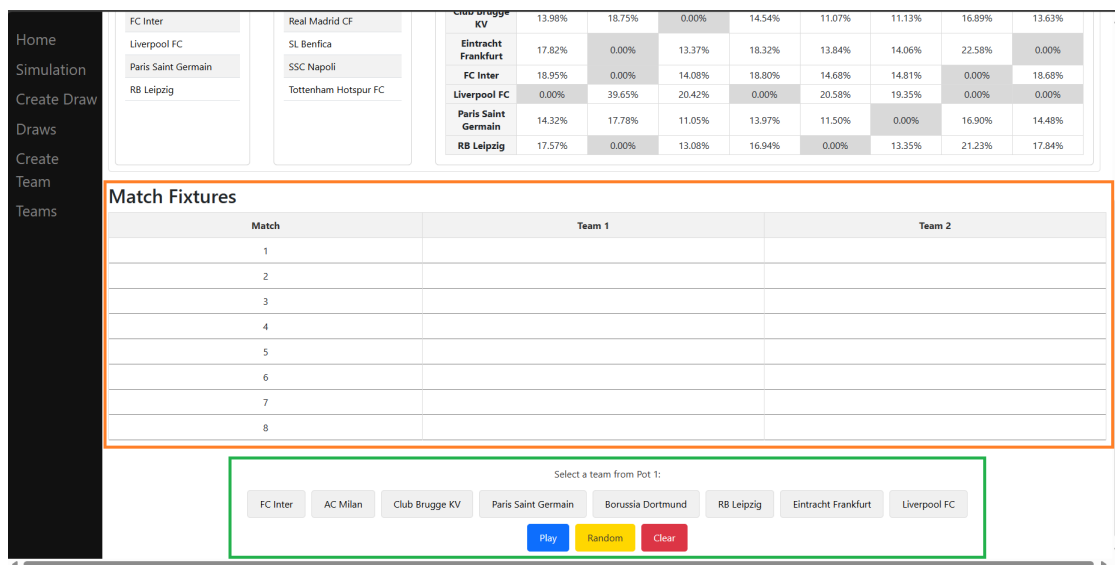 Home
Simulation
Create Draw
Draws
Create
Team
Teams
FC Inter
Liverpool FC
Paris Saint Germain
RB Leipzig
Real Madrid CF
SL Benfica
SSC Napoli
Tottenham Hotspur FC
Club Brugge
KV 13.98% 18.75% 0.00% 14.54% 11.07% 11.13% 16.89% 13.63%
Eintracht
Frankfurt 17.82% 0.00% 13.37% 18.32% 13.84% 14.06% 22.58% 0.00%
FC Inter 18.95% 0.00% 14.08% 18.80% 14.68% 14.81% 0.00% 18.68%
Liverpool FC 0.00% 39.65% 20.42% 0.00% 20.58% 19.35% 0.00% 0.00%
Paris Saint
Germain 14.32% 17.78% 11.05% 13.97% 11.50% 0.00% 16.90% 14.48%
RB Leipzig 17.57% 0.00% 13.08% 16.94% 0.00% 13.35% 21.23% 17.84%
Match Fixtures
Match Team 1 Team 2
1
2
3
4
5
6
7
8
Select a team from Pot 1:
FC Inter AC Milan Club Brugge KV Paris Saint Germain Borussia Dortmund RB Leipzig Eintracht Frankfurt Liverpool FC
Play Random Clear